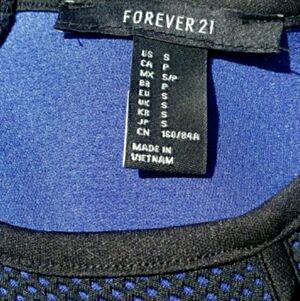 FOREVER 21
US S
CA P
MX S/P
BR P
EU S
UK S
KR S
JP S
CN 160/84A
MADE IN
VIETNAM